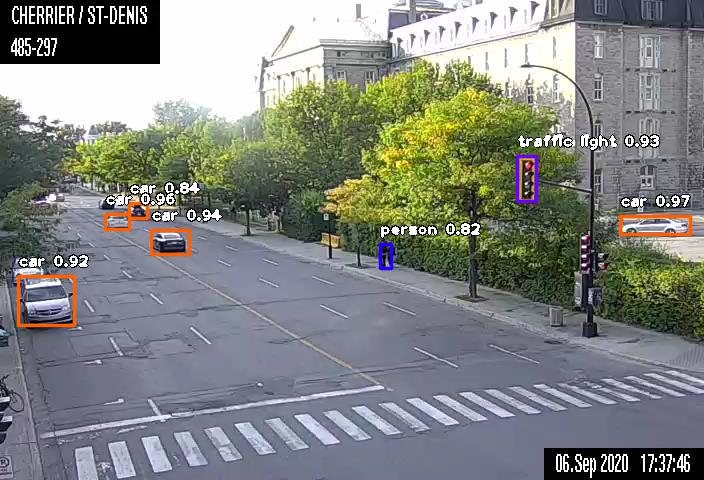 CHERRIER / ST-DENIS
485-297
traffic light 0.93
car 0.84
car 0.96
car 0.94
car 0.97
person 0.82
car 0.92
06.Sep 2020 17:37:46